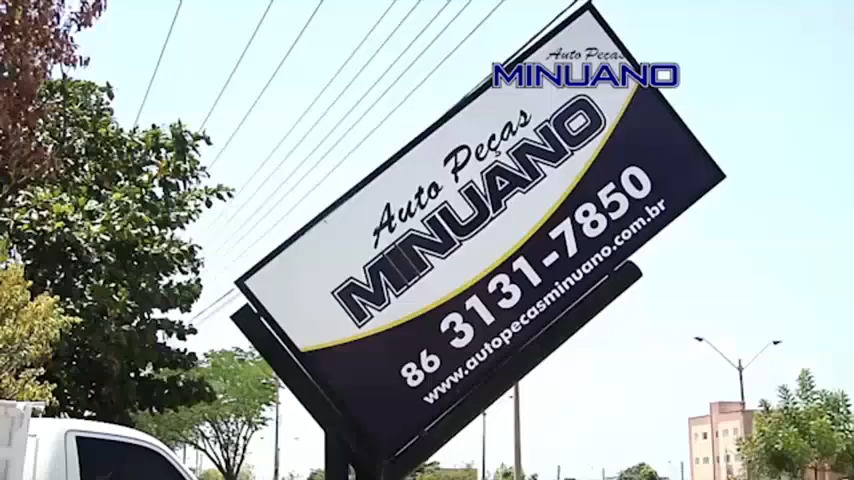 Auto Peças
MINUANO
Auto Peças
MINUANO
86 3131-7850
www.autopecasminuano.com.br